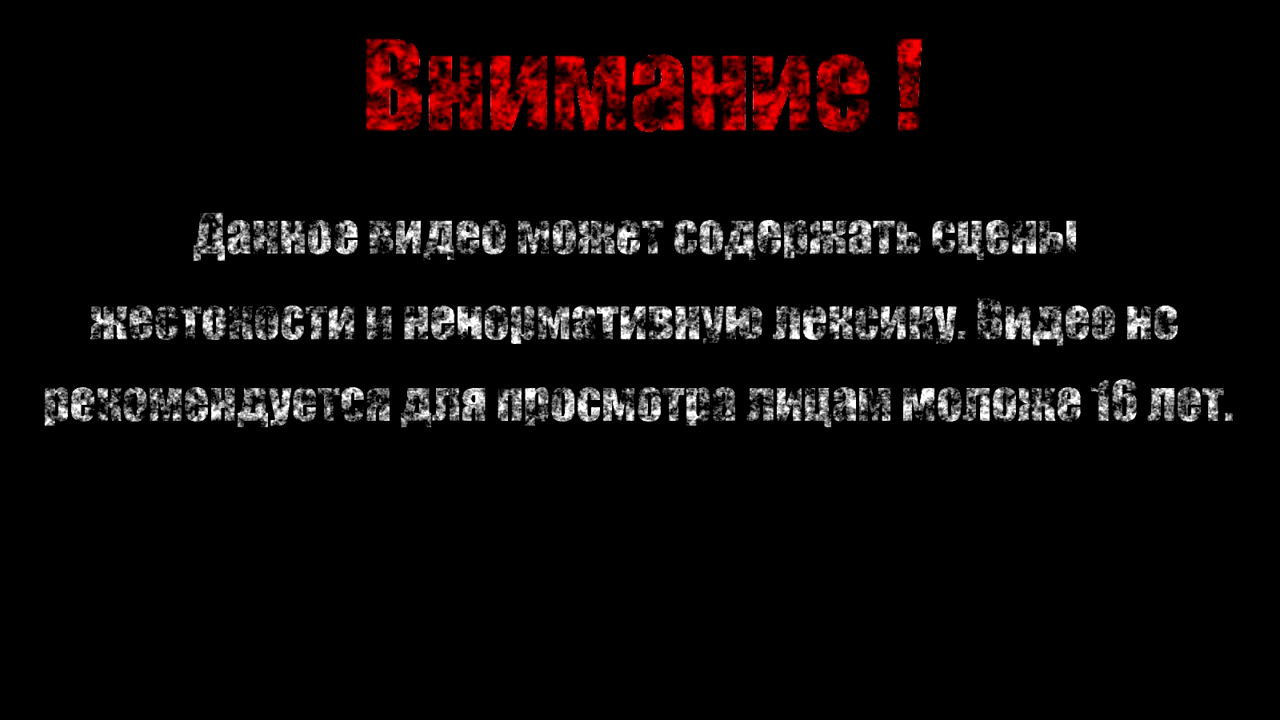 Внимание !
Данное видео может содержать сцены
жестокости и ненормативную лексику. Видео не
рекомендуется для просмотра лицам моложе 16 лет.